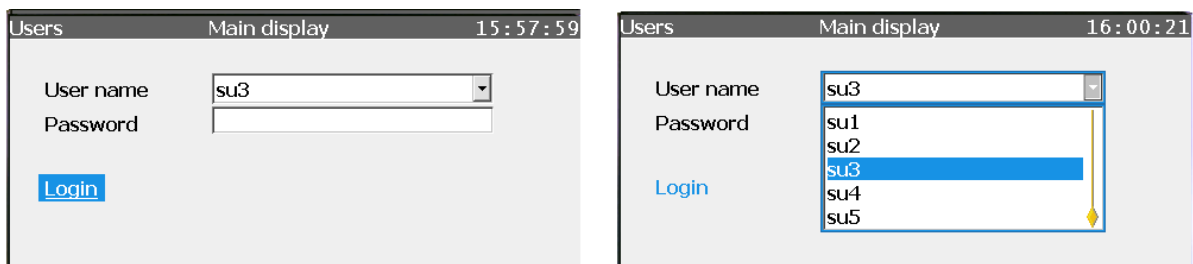 Users Main display 15:57:59
User name su3
Password
Login
Users Main display 16:00:21
User name su3
Password
su1
su2
su3
su4
su5
Login